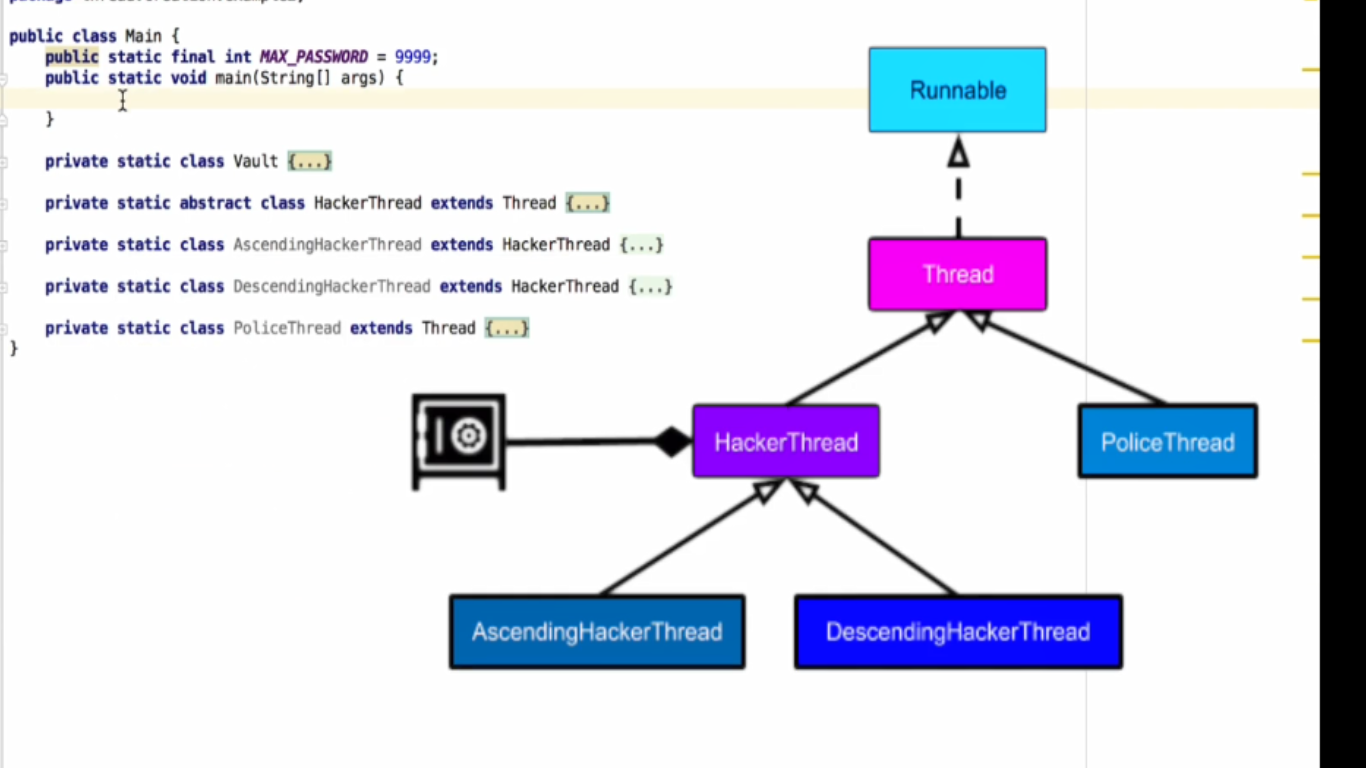 public class Main {
public static final int MAX_PASSWORD = 9999;
public static void main(String[] args) {
}
private static class Vault {...}
private static abstract class HackerThread extends Thread {...}
private static class AscendingHackerThread extends HackerThread {...}
private static class DescendingHackerThread extends HackerThread {...}
private static class PoliceThread extends Thread {...}
}
Runnable
Thread
HackerThread
PoliceThread
AscendingHackerThread
DescendingHackerThread